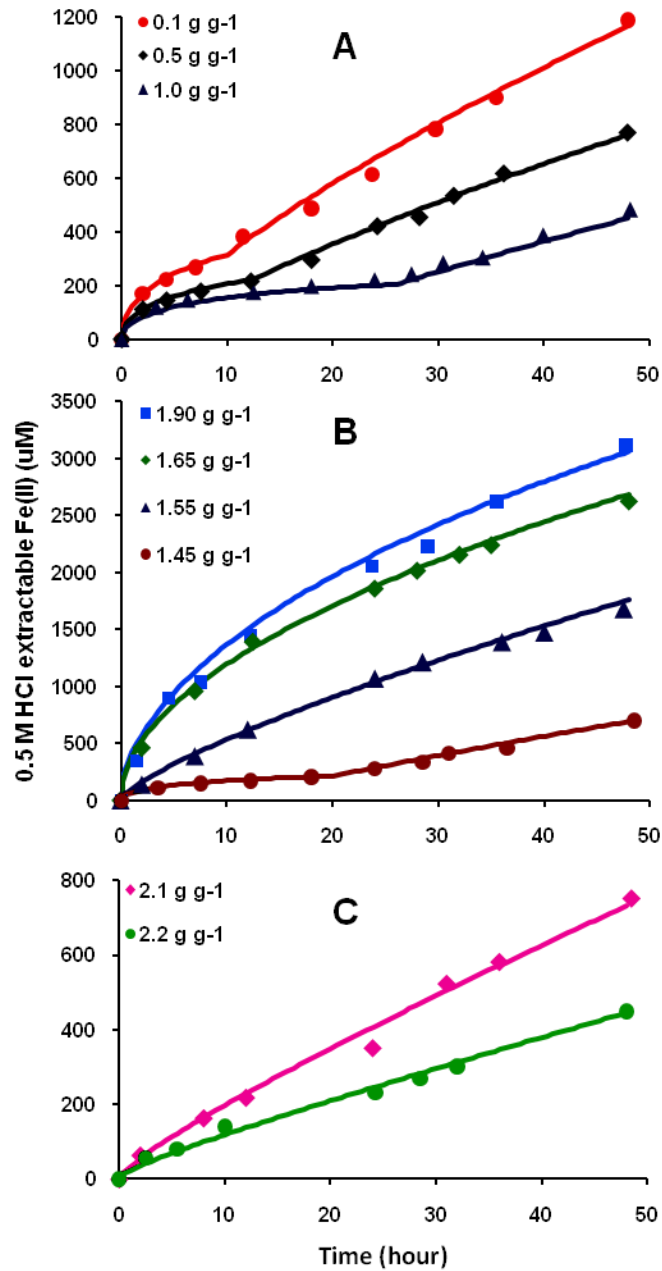 1200
1000
800
600
400
200
0
0.1 g g-1
0.5 g g-1
1.0 g g-1
A
0 10 20 30 40 50
3500
3000
2500
2000
1500
1000
500
0
1.90 g g-1
1.65 g g-1
1.55 g g-1
1.45 g g-1
B
0 10 20 30 40 50
0.5 M HCl extractable Fe(II) (uM)
800
600
400
200
0
2.1 g g-1
2.2 g g-1
C
0 10 20 30 40 50
Time (hour)